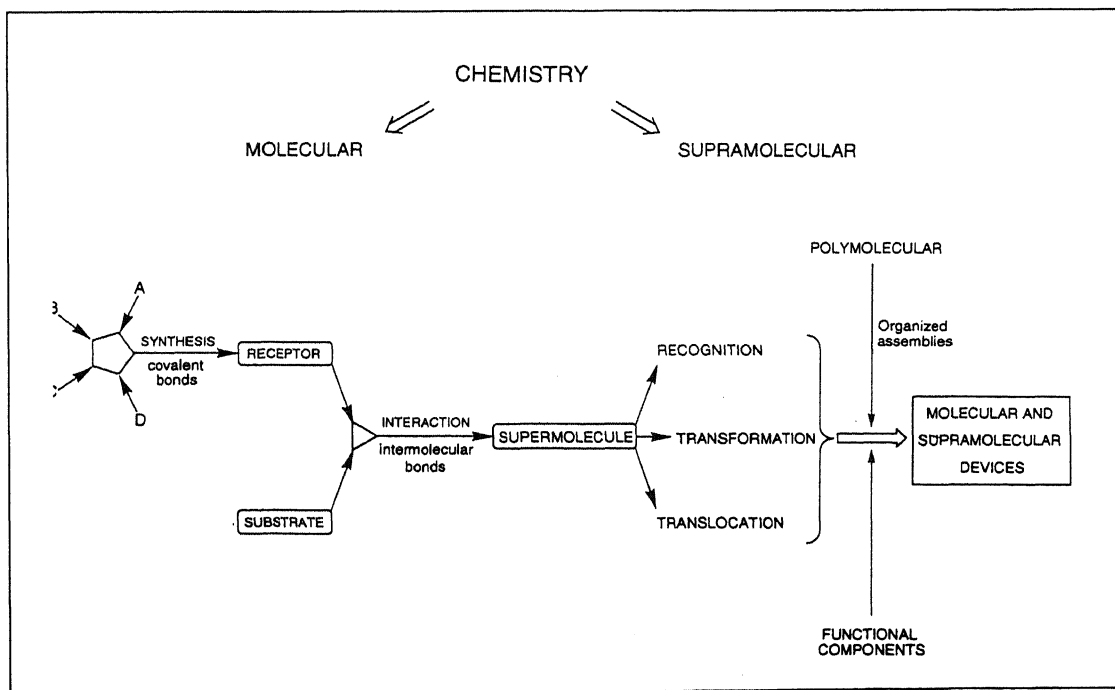 CHEMISTRY
MOLECULAR
SUPRAMOLECULAR
POLYMOLECULAR
A
B
SYNTHESIS
covalent
bonds
C
D
RECEPTOR
SUBSTRATE
INTERACTION
intermolecular
bonds
SUPERMOLECULE
RECOGNITION
TRANSFORMATION
TRANSLOCATION
Organized
assemblies
MOLECULAR AND
SUPRAMOLECULAR
DEVICES
FUNCTIONAL
COMPONENTS